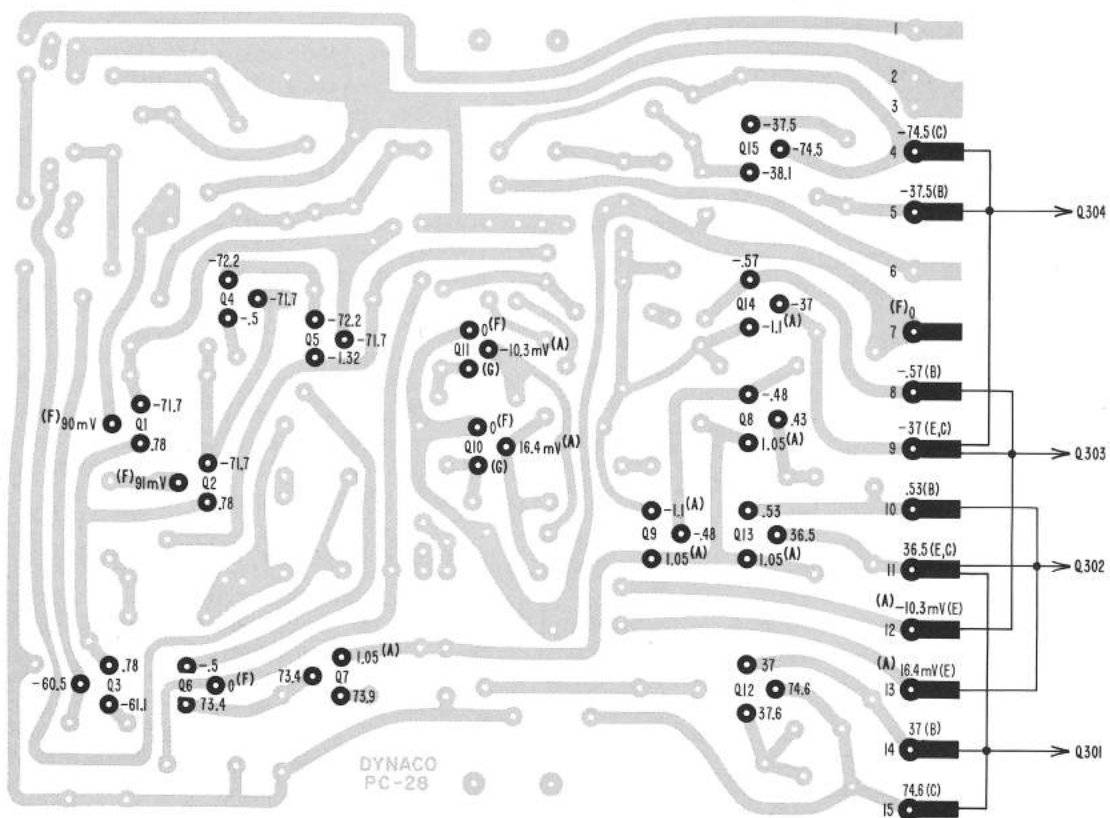 1
2
3
-74.5(C)
4
-37.5
Q15
-74.5
-38.1
-37.5(B)
5
Q304
6
-72.2
Q4
-71.7
-.5
-72.2
Q5
-71.7
-1.32
-.57
Q14
-37
-1.1(A)
(F)0
7
0(F)
Q11
-10.3mV(A)
(G)
-.57(B)
8
-.48
Q8
.43
1.05(A)
-71.7
(F)90mV
Q1
.78
0(F)
Q10
16.4mV(A)
(G)
-37(E,C)
9
Q303
-71.7
(F)91mV
Q2
.78
-1.1(A)
Q9
-.48
1.05(A)
.53
Q13
36.5
1.05(A)
.53(B)
10
36.5(E,C)
11
Q302
(A)-10.3mV(E)
12
.78
-60.5
Q3
-61.1
-.5
Q6
0(F)
73.4
1.05(A)
73.4
Q7
73.9
37
Q12
74.6
37.6
(A)
16.4mV(E)
13
37(B)
14
Q301
DYNACO
PC-28
74.6(C)
15